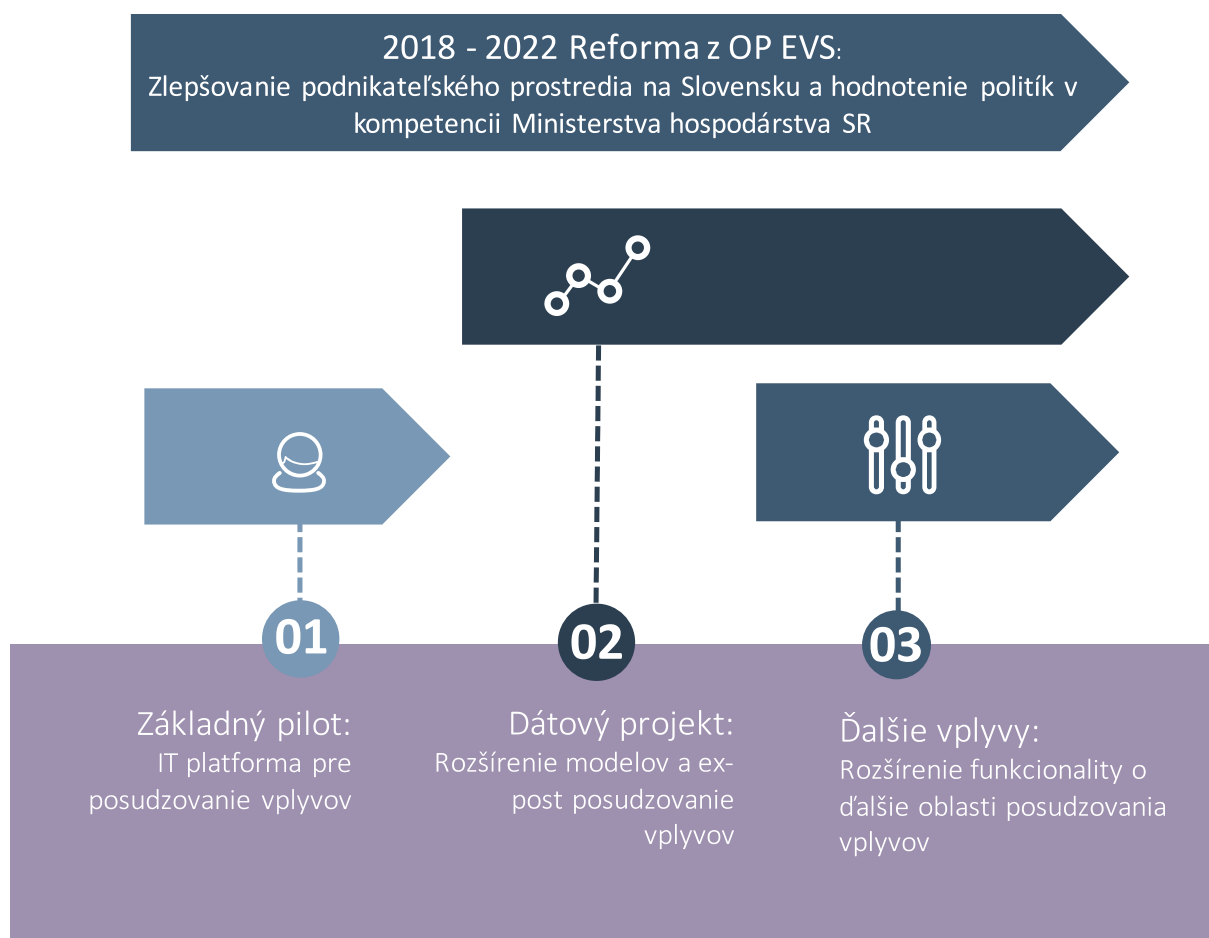 2018 - 2022 Reforma z OP EVS:
Zlepšovanie podnikateľského prostredia na Slovensku a hodnotenie politík v
kompetencii Ministerstva hospodárstva SR
01
Základný pilot:
IT platforma pre
posudzovanie vplyvov
02
Dátový projekt:
Rozšírenie modelov a ex-
post posudzovanie
vplyvov
03
Ďalšie vplyvy:
Rozšírenie funkcionality o
ďalšie oblasti posudzovania
vplyvov